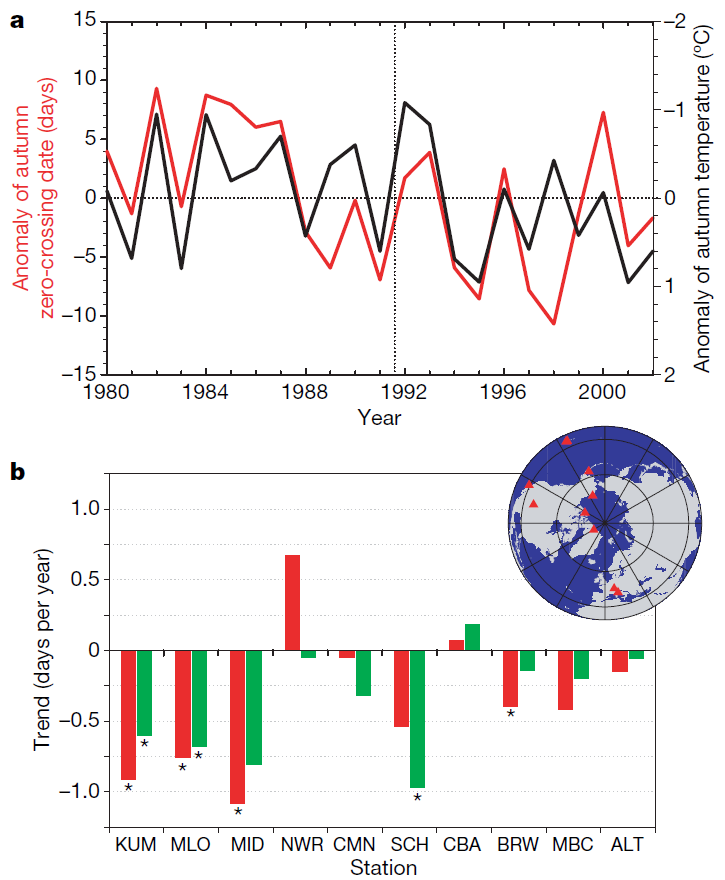 a
Anomaly of autumn
zero-crossing date (days)
15
10
5
0
−5
−10
−15
−2
−1
0
1
2
Anomaly of autumn temperature (°C)
1980
1984
1988
1992
1996
2000
Year
b
Trend (days per year)
1.0
0.5
0
−0.5
−1.0
*
*
*
*
*
*
*
KUM
MLO
MID
NWR
CMN
SCH
CBA
BRW
MBC
ALT
Station